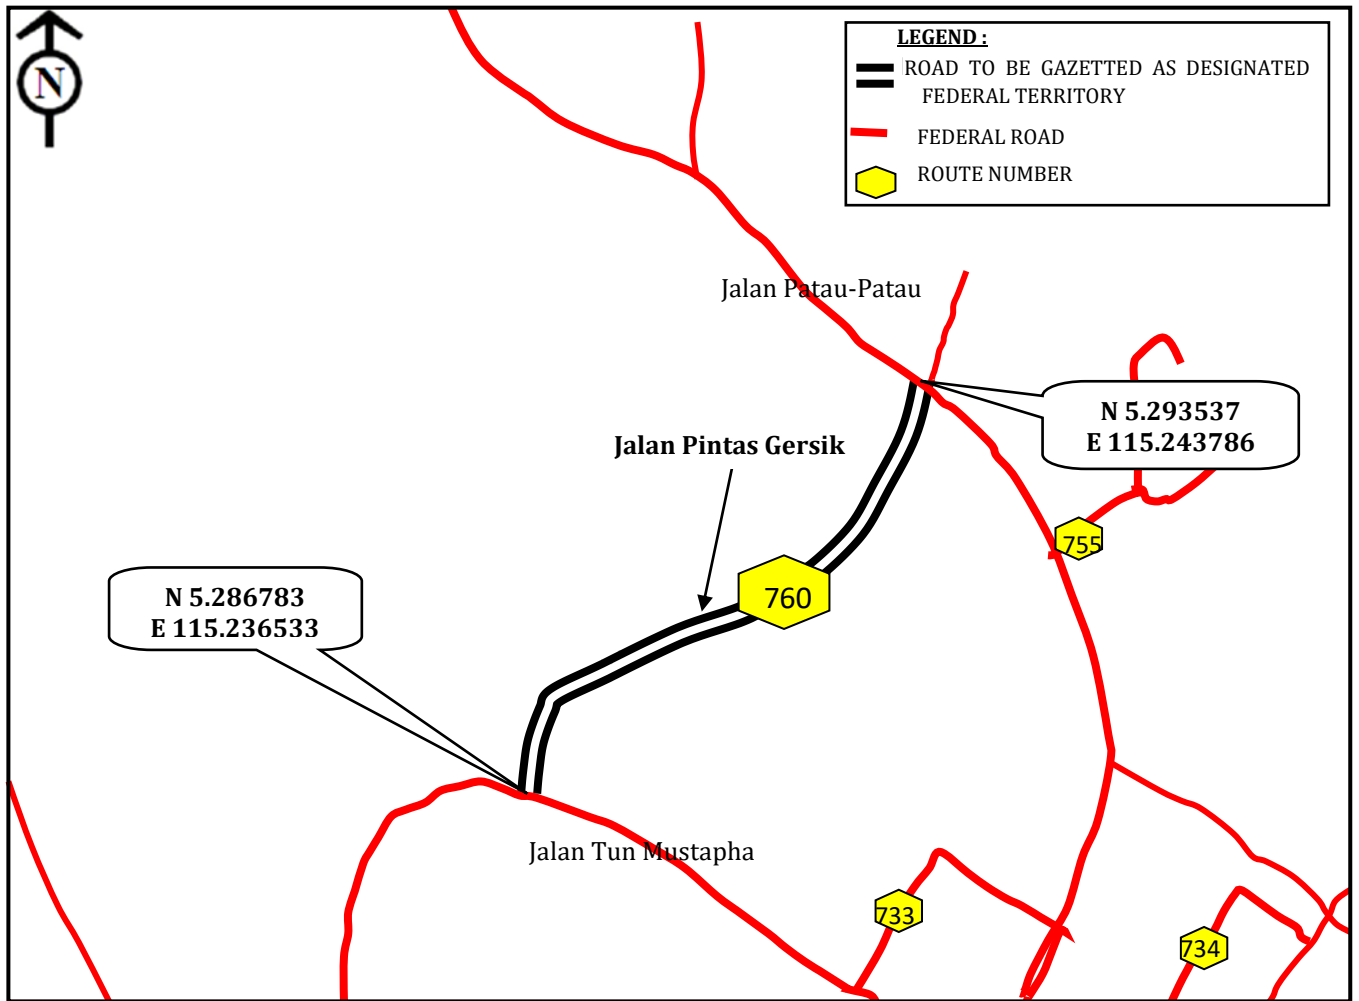 N
LEGEND :
ROAD TO BE GAZETTED AS DESIGNATED
FEDERAL TERRITORY
FEDERAL ROAD
ROUTE NUMBER
Jalan Patau-Patau
N 5.293537
E 115.243786
Jalan Pintas Gersik
755
N 5.286783
E 115.236533
760
Jalan Tun Mustapha
733
734